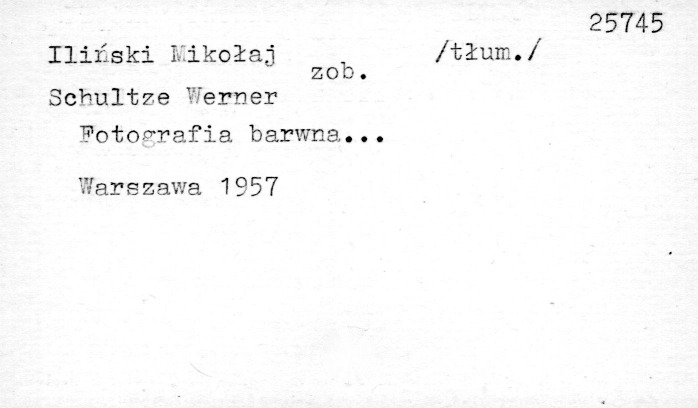 25745
Iliński Mikołaj /tłum./
zob.
Schultze Werner
Fotografia barwna...
Warszawa 1957